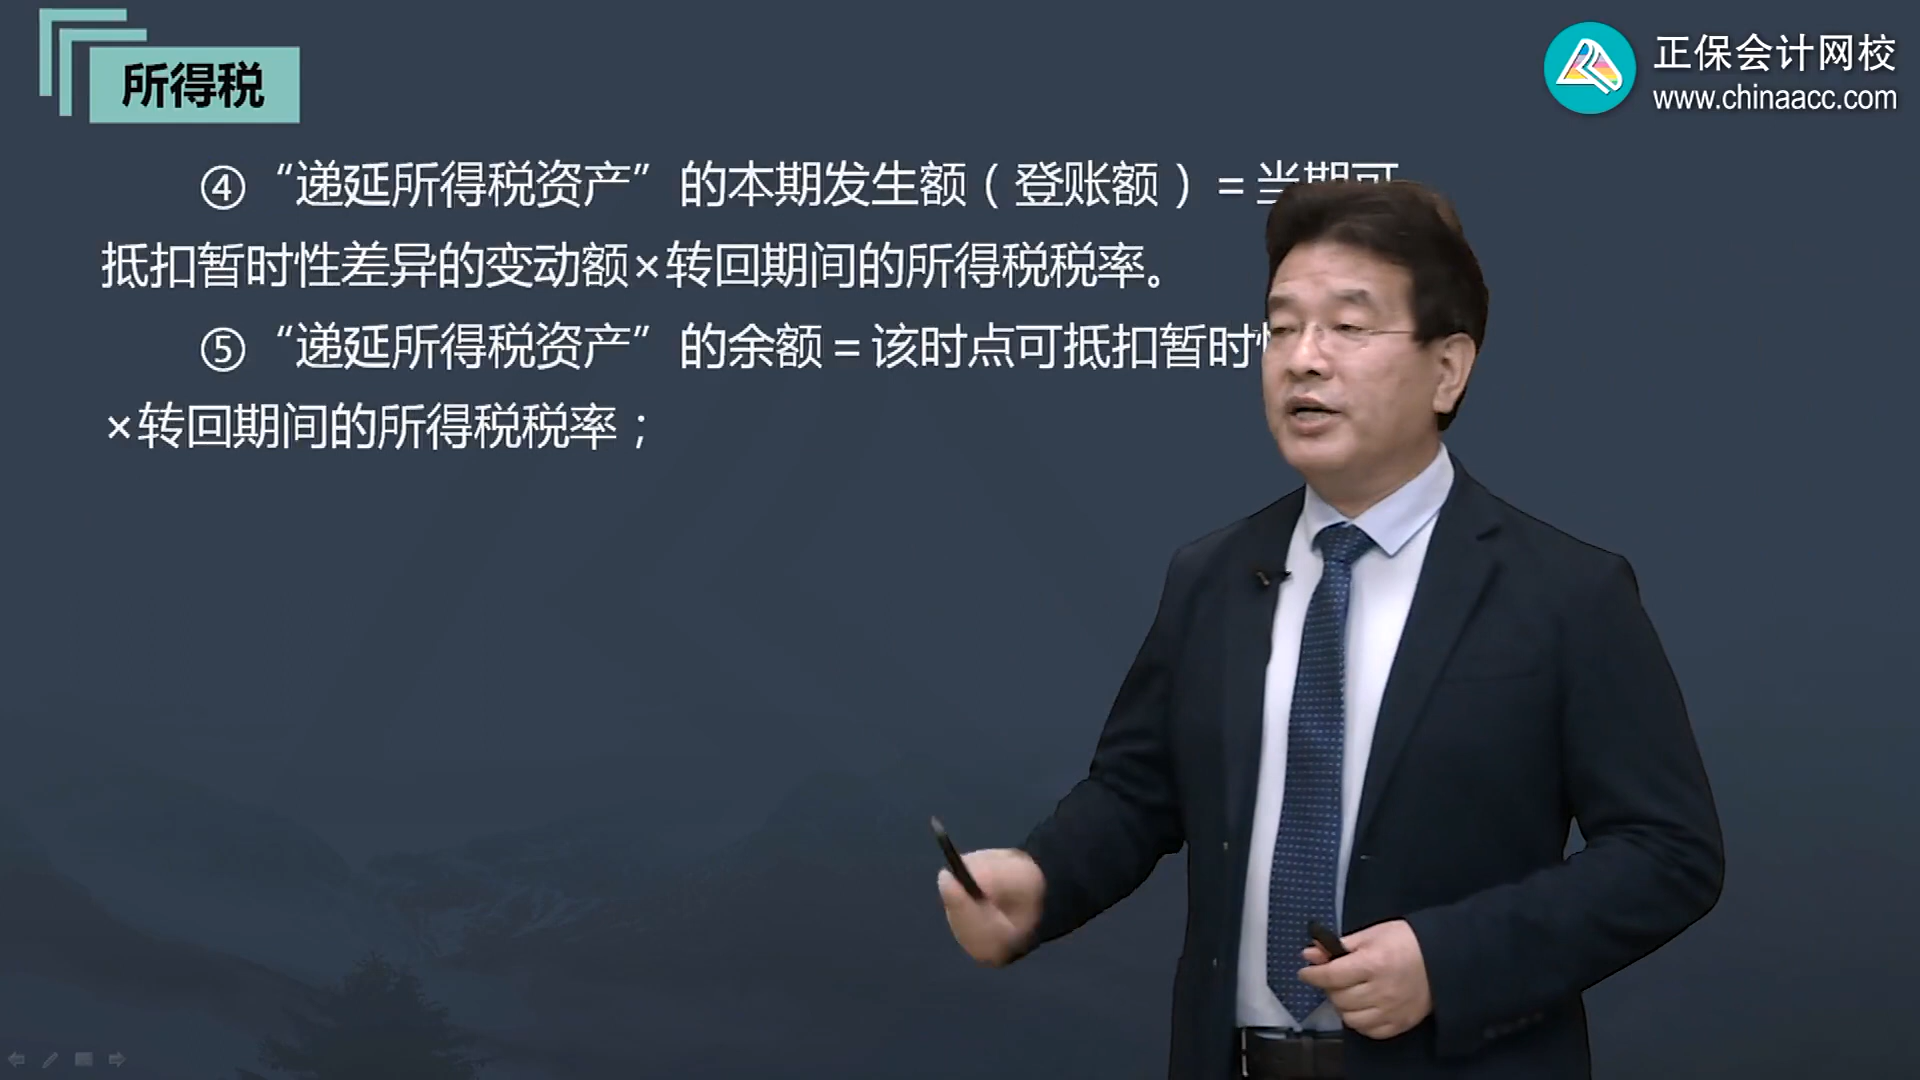 所得税
正保会计网校
www.chinaacc.com
④“递延所得税资产”的本期发生额（登账额）＝当期可
抵扣暂时性差异的变动额×转回期间的所得税税率。
⑤“递延所得税资产”的余额＝该时点可抵扣暂时
×转回期间的所得税税率；